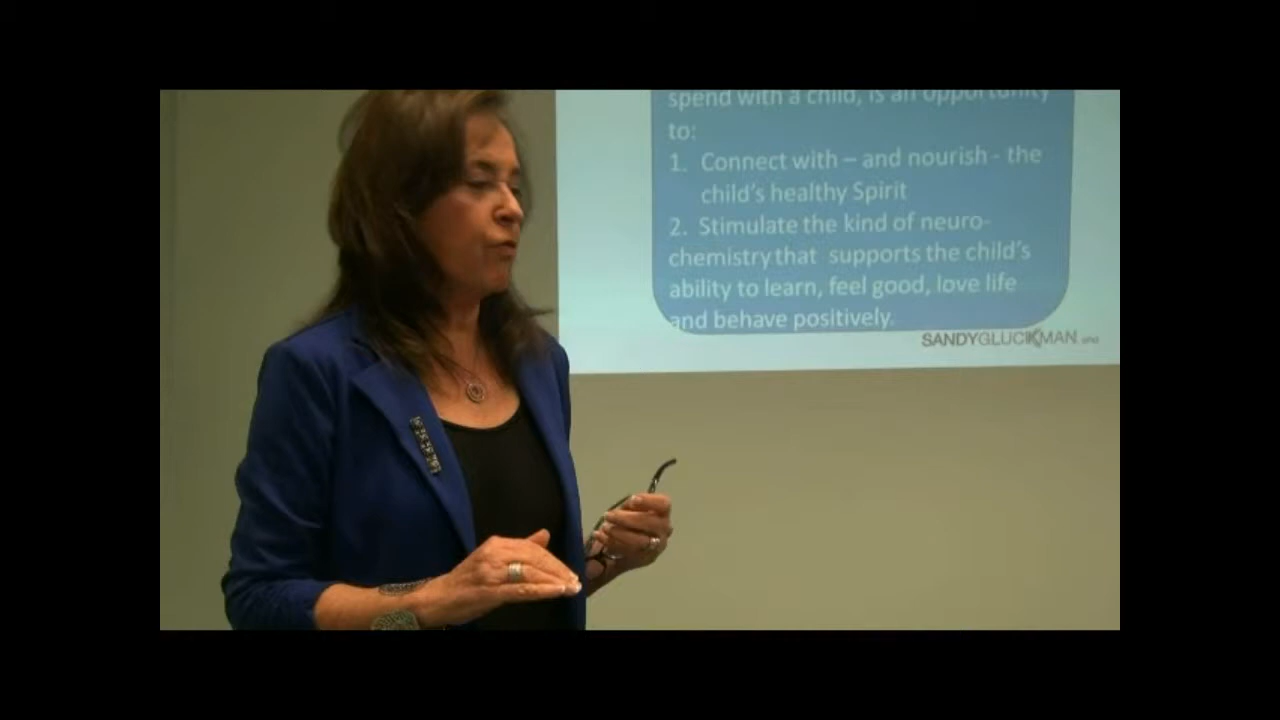 spend with a child, is an opportunity
to:
1. Connect with – and nourish - the
child's healthy Spirit
2. Stimulate the kind of neuro-
chemistry that supports the child's
ability to learn, feel good, love life
and behave positively.
SANDYGLUCKMAN